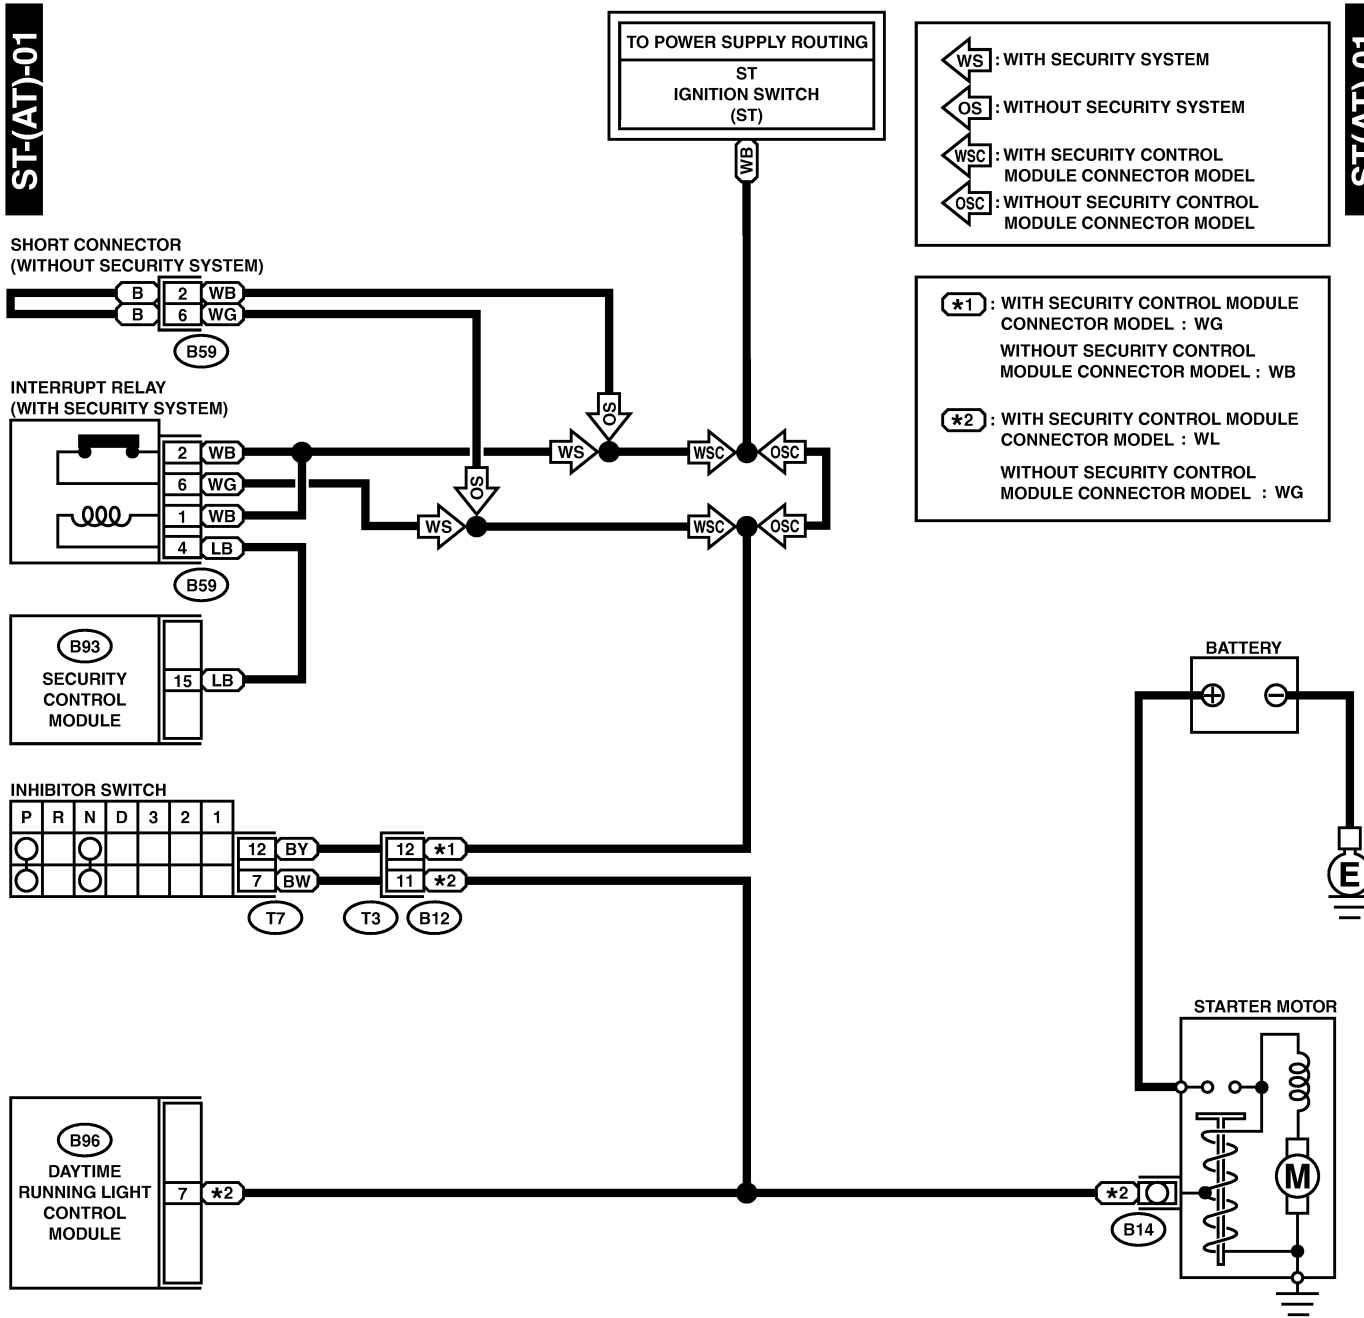 ST-(AT)-01
TO POWER SUPPLY ROUTING
ST
IGNITION SWITCH
(ST)
WB
WS : WITH SECURITY SYSTEM
OS : WITHOUT SECURITY SYSTEM
WSC : WITH SECURITY CONTROL
MODULE CONNECTOR MODEL
OSC : WITHOUT SECURITY CONTROL
MODULE CONNECTOR MODEL
*1 : WITH SECURITY CONTROL MODULE
CONNECTOR MODEL : WG
WITHOUT SECURITY CONTROL
MODULE CONNECTOR MODEL : WB
*2 : WITH SECURITY CONTROL MODULE
CONNECTOR MODEL : WL
WITHOUT SECURITY CONTROL
MODULE CONNECTOR MODEL : WG
SHORT CONNECTOR
(WITHOUT SECURITY SYSTEM)
B 2 WB
B 6 WG
B59
INTERRUPT RELAY
(WITH SECURITY SYSTEM)
OS
2 WB WS WSC OSC
6 WG
OS
1 WB WS WSC OSC
4 LB
B59
B93
SECURITY
CONTROL
MODULE
15 LB
BATTERY
+ −
E
INHIBITOR SWITCH
P R N D 3 2 1
12 BY 12 *1
7 BW 11 *2
T7 T3 B12
STARTER MOTOR
M
B96
DAYTIME
RUNNING LIGHT
CONTROL
MODULE
7 *2
*2
B14